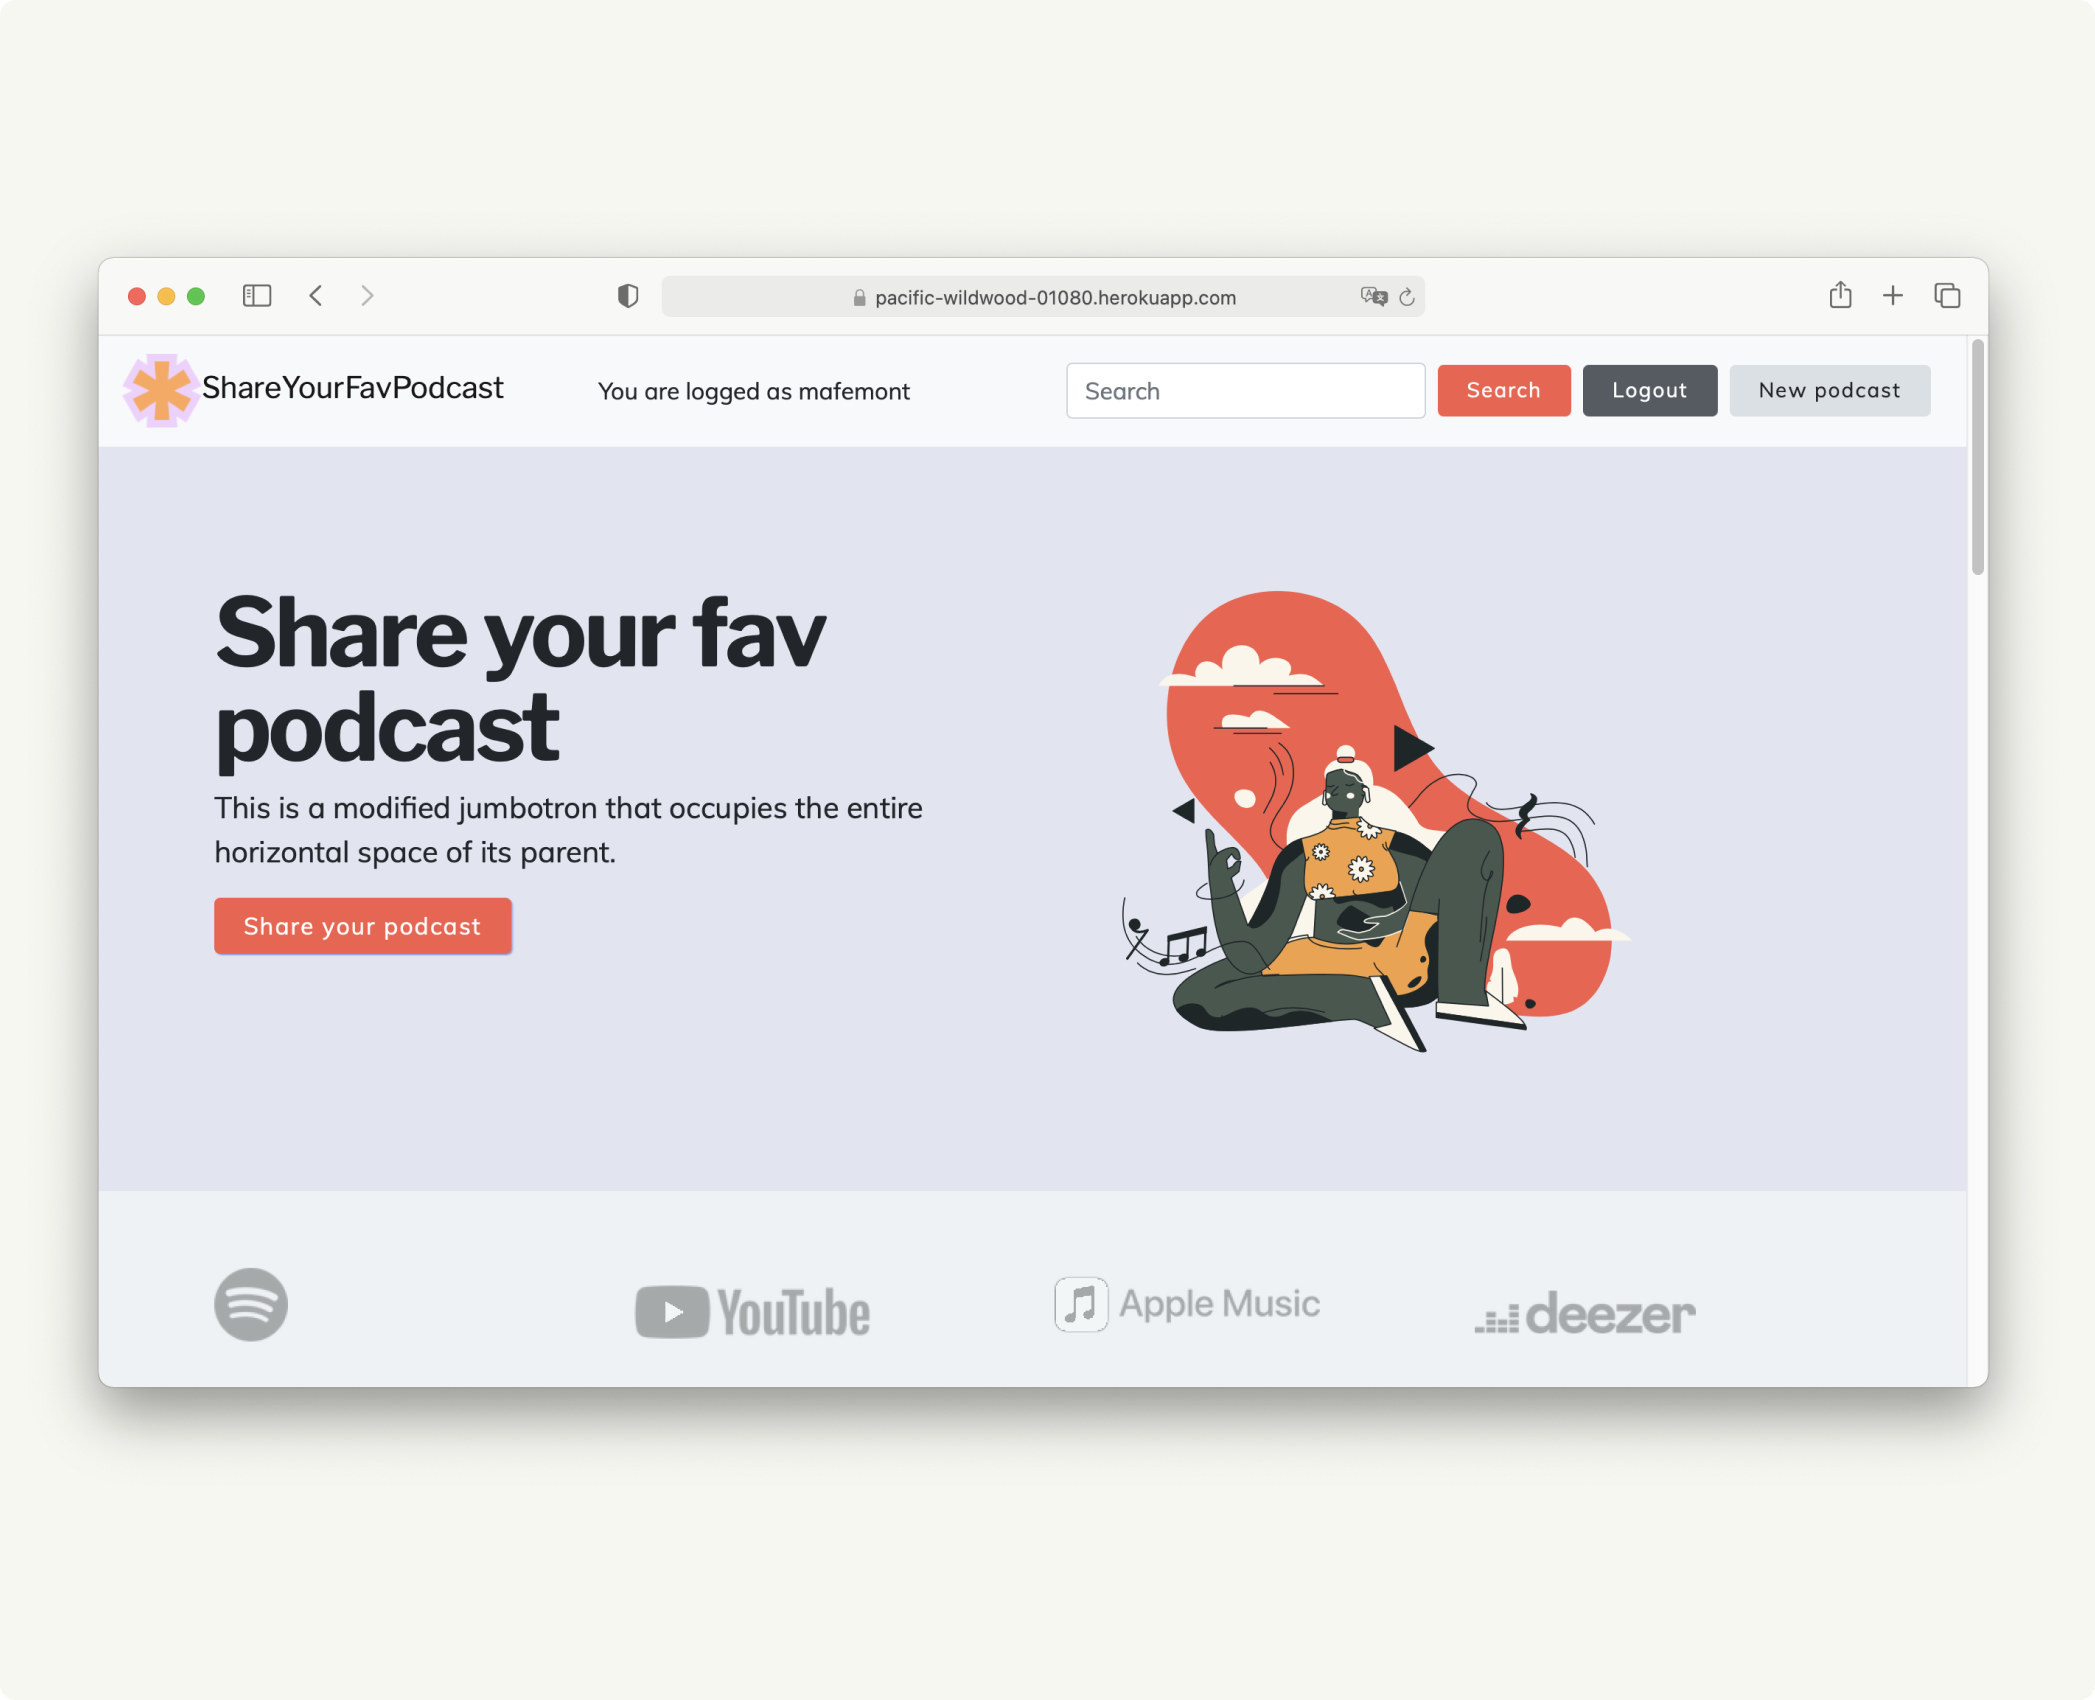 pacific-wildwood-01080.herokuapp.com
ShareYourFavPodcast
You are logged as mafemont
Search
Search
Logout
New podcast
Share your fav
podcast
This is a modified jumbotron that occupies the entire
horizontal space of its parent.
Share your podcast
YouTube
Apple Music
deezer